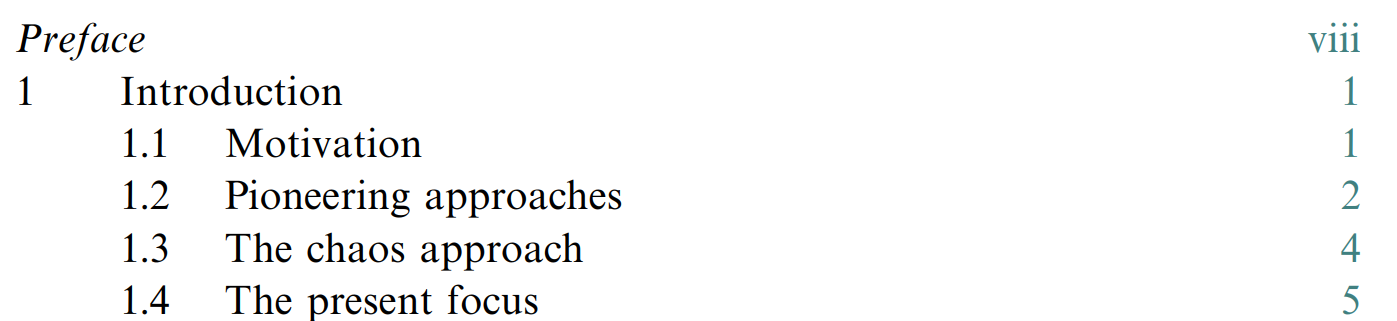 Preface viii
1 Introduction 1
1.1 Motivation 1
1.2 Pioneering approaches 2
1.3 The chaos approach 4
1.4 The present focus 5